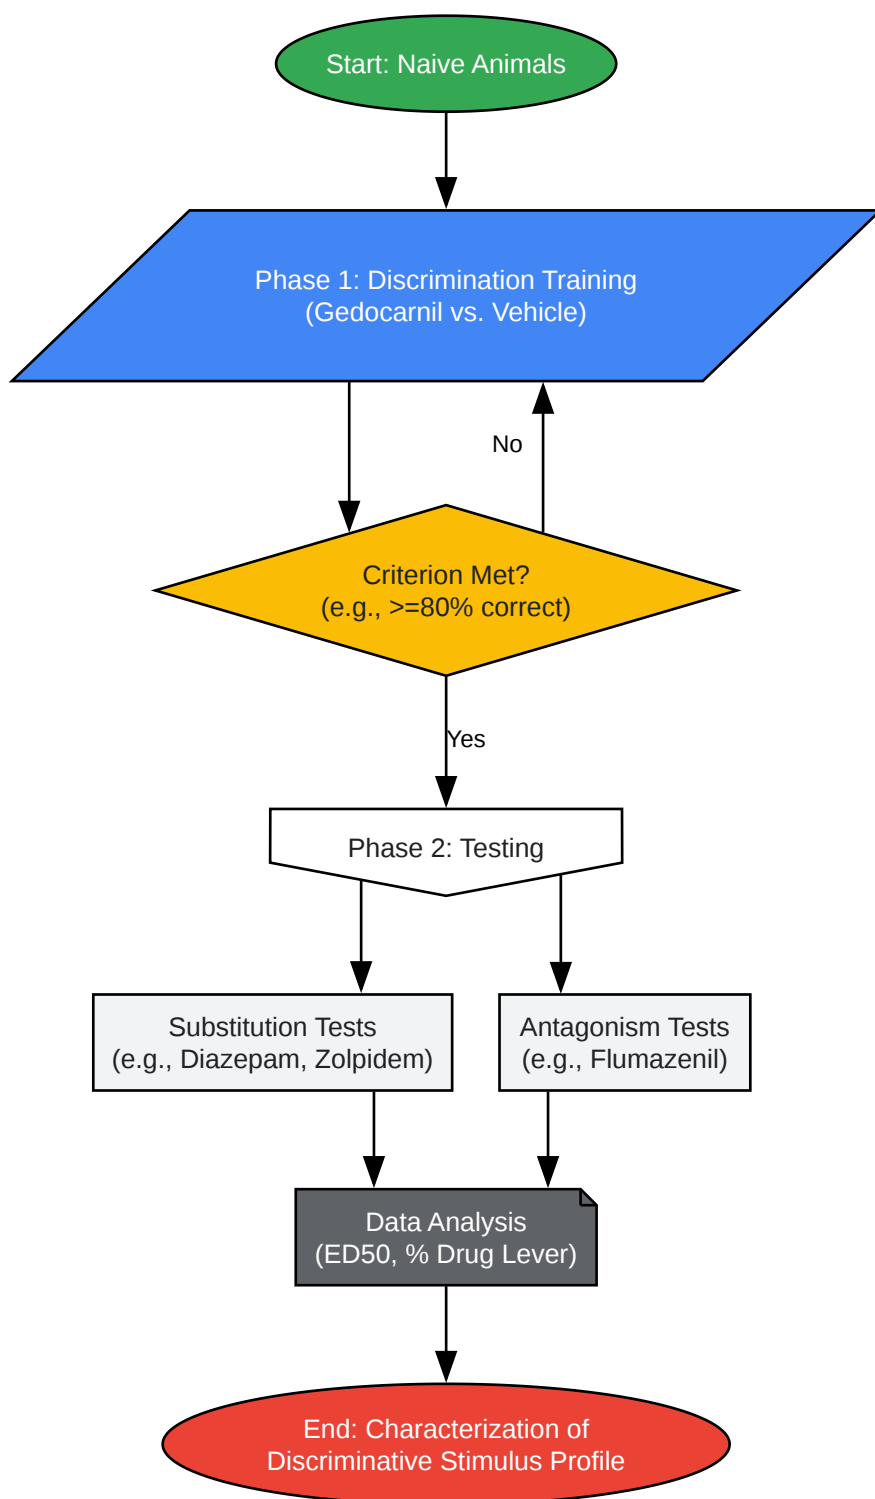 Start: Naive Animals
Phase 1: Discrimination Training
(Gedocarnil vs. Vehicle)
No
Criterion Met?
(e.g., >=80% correct)
Yes
Phase 2: Testing
Substitution Tests
(e.g., Diazepam, Zolpidem)
Antagonism Tests
(e.g., Flumazenil)
Data Analysis
(ED50, % Drug Lever)
End: Characterization of
Discriminative Stimulus Profile